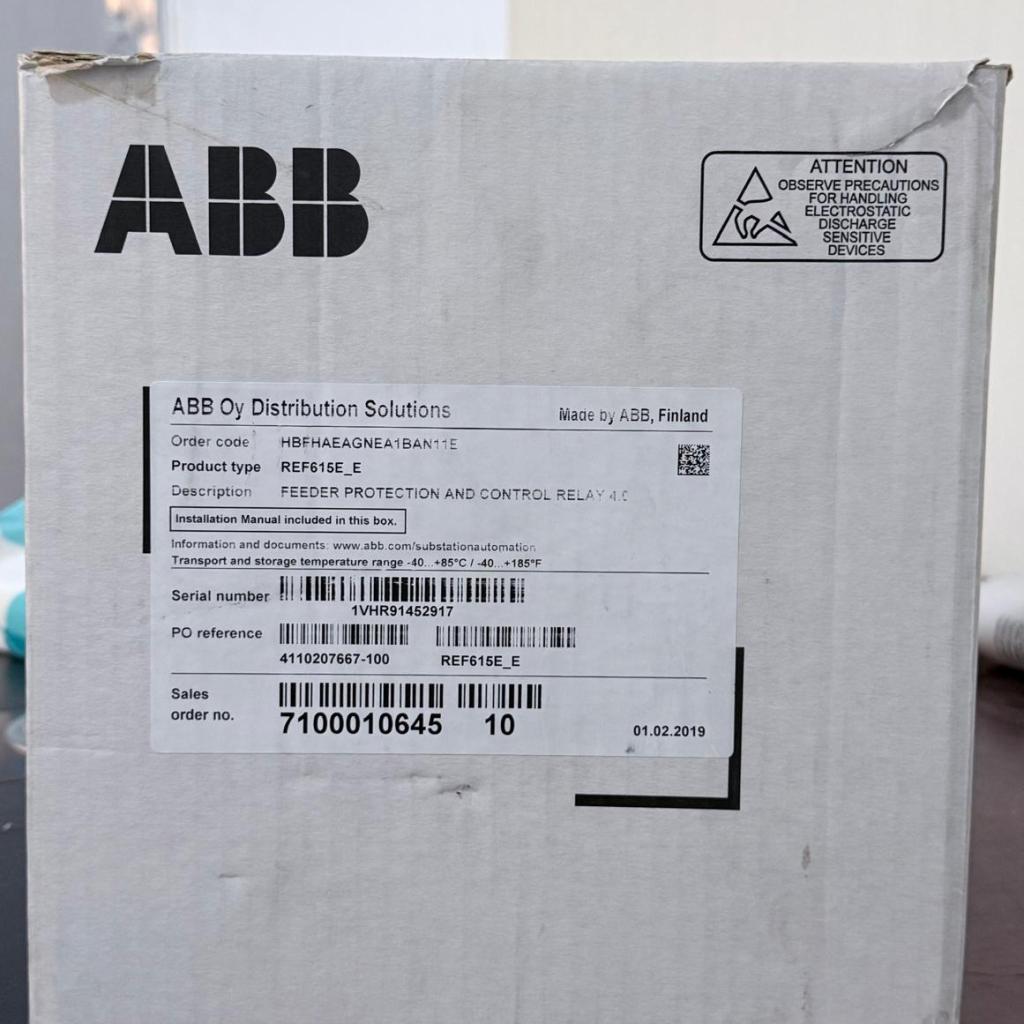 ABB
ATTENTION
OBSERVE PRECAUTIONS
FOR HANDLING
ELECTROSTATIC
DISCHARGE
SENSITIVE
DEVICES
ABB Oy Distribution Solutions
Made by ABB, Finland
Order code HBFHAEAGNEA1BAN11E
Product type REF615E_E
Description FEEDER PROTECTION AND CONTROL RELAY 4.0
Installation Manual included in this box.
Information and documents: www.abb.com/substationautomation
Transport and storage temperature range -40...+85°C / -40...+185°F
Serial number
1VHR91452917
PO reference
4110207667-100 REF615E_E
Sales
order no. 7100010645 10
01.02.2019